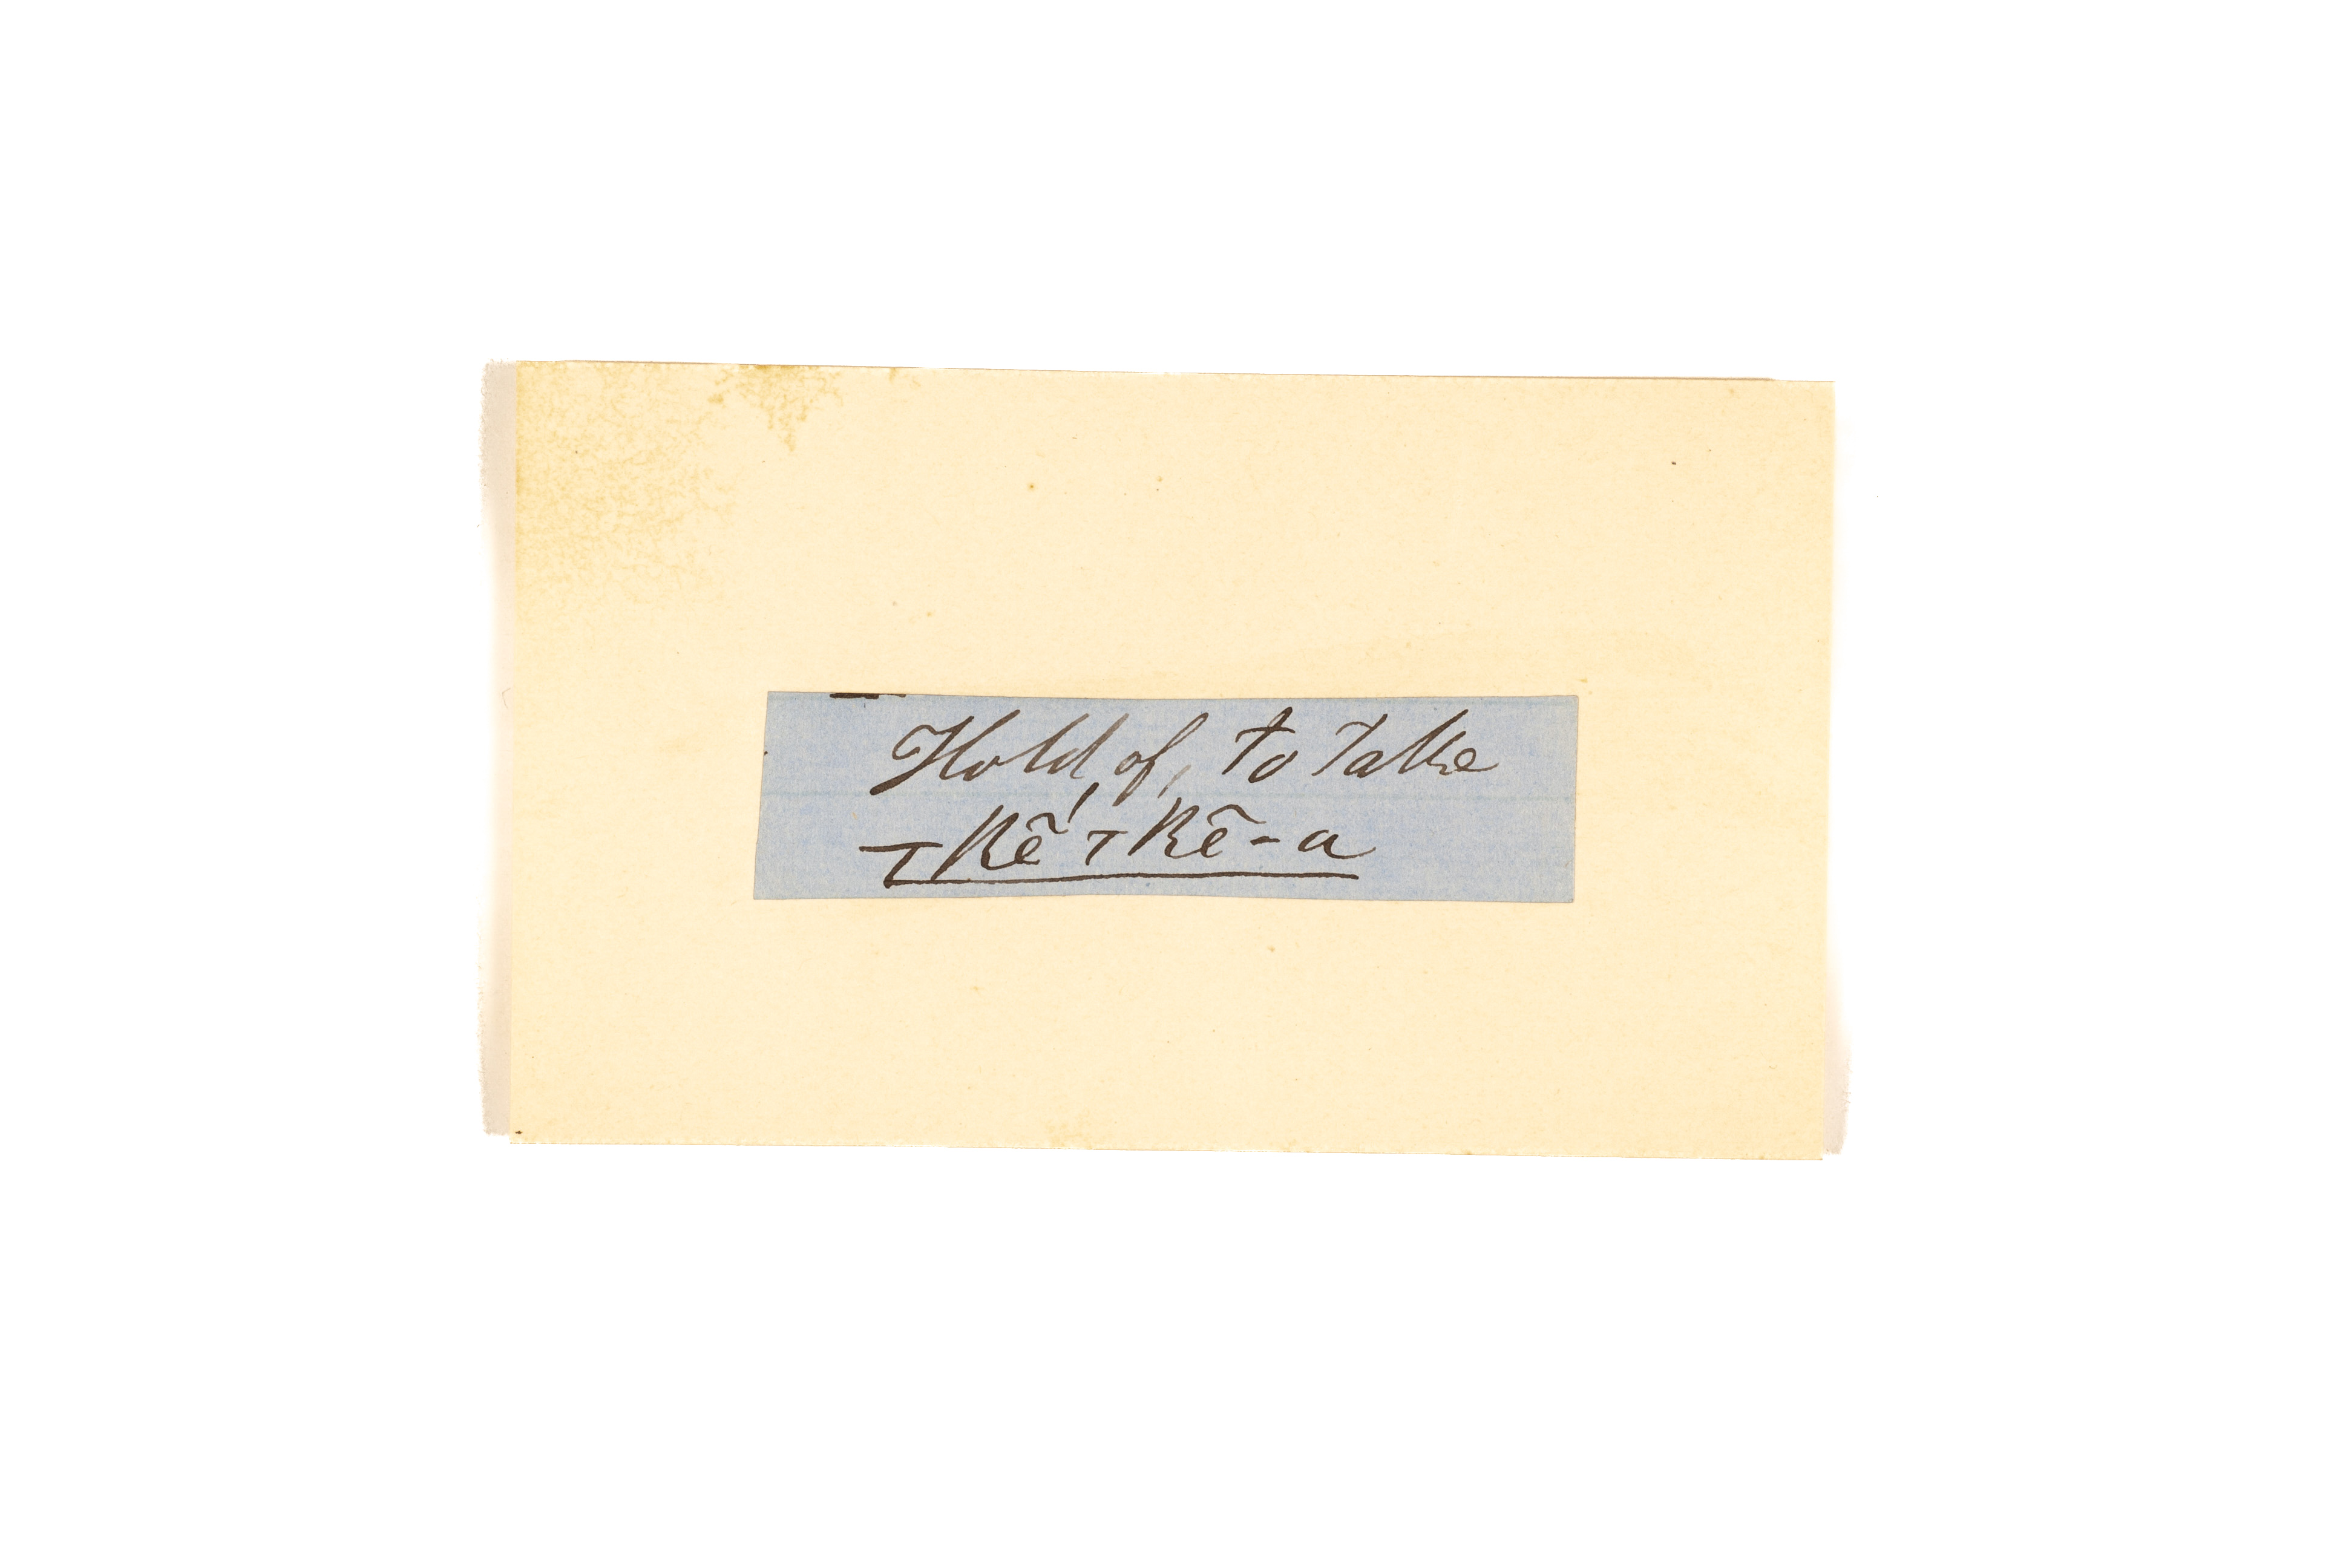 Hold, of, to Take
TKē' TKē-a